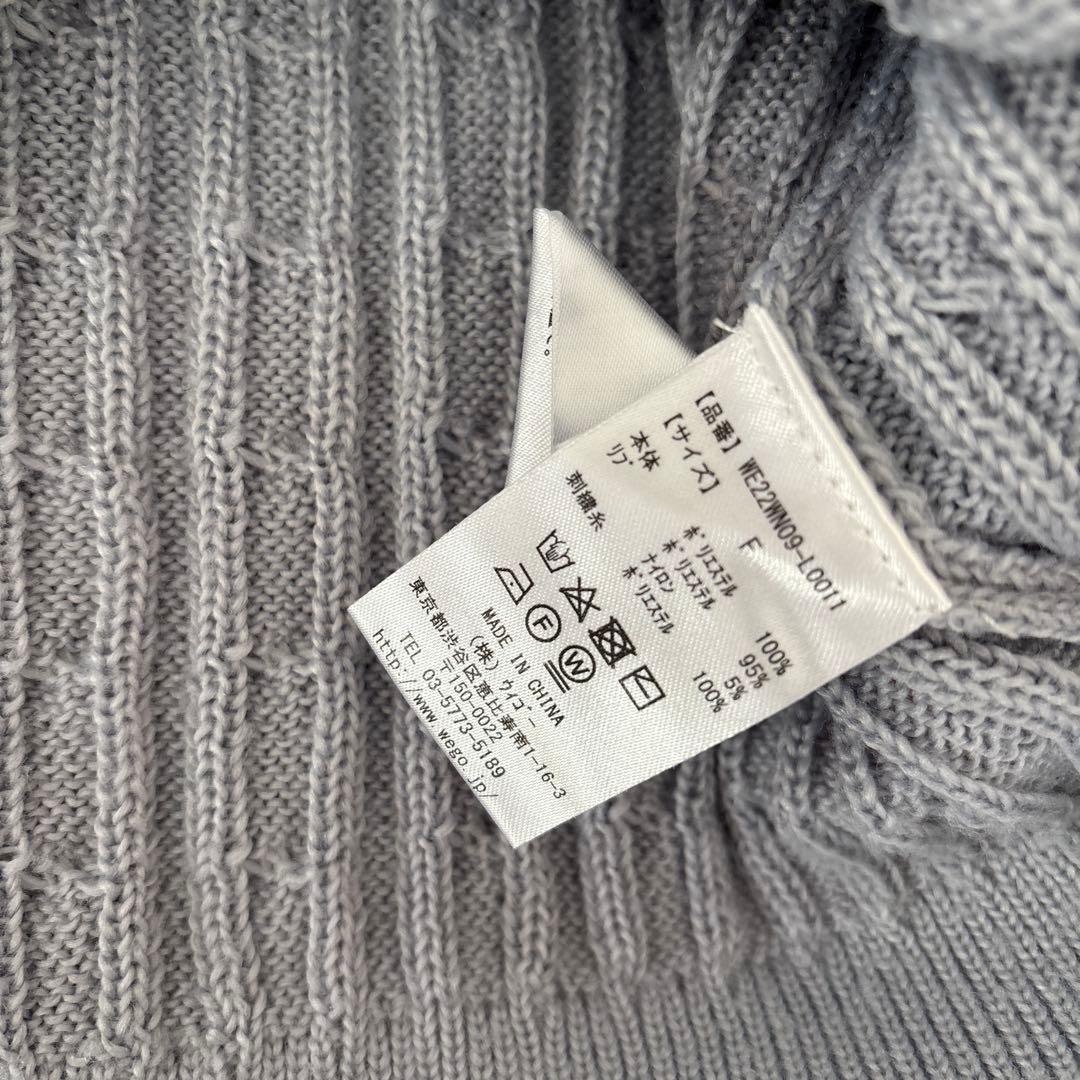 【品番】 WE22WN09-L0011
【サイズ】 F
本体 ポリエステル 100%
リブ ポリエステル 95%
ナイロン 5%
刺繍糸 ポリエステル 100%
F
W
MADE IN CHINA
(株) ウィゴー
〒150-0022
東京都渋谷区恵比寿南1-16-3
TEL 03-5773-5189
http://www.wego.jp/